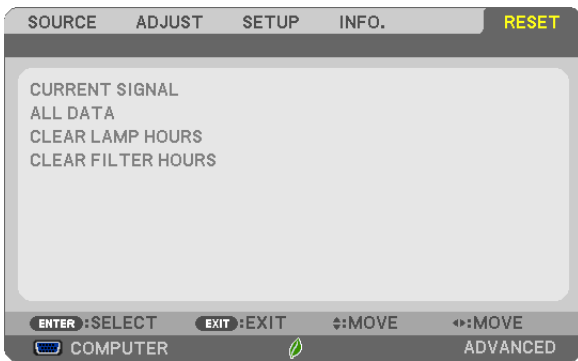 SOURCE ADJUST SETUP INFO. RESET
CURRENT SIGNAL
ALL DATA
CLEAR LAMP HOURS
CLEAR FILTER HOURS
ENTER :SELECT EXIT :EXIT :MOVE :MOVE
COMPUTER ADVANCED